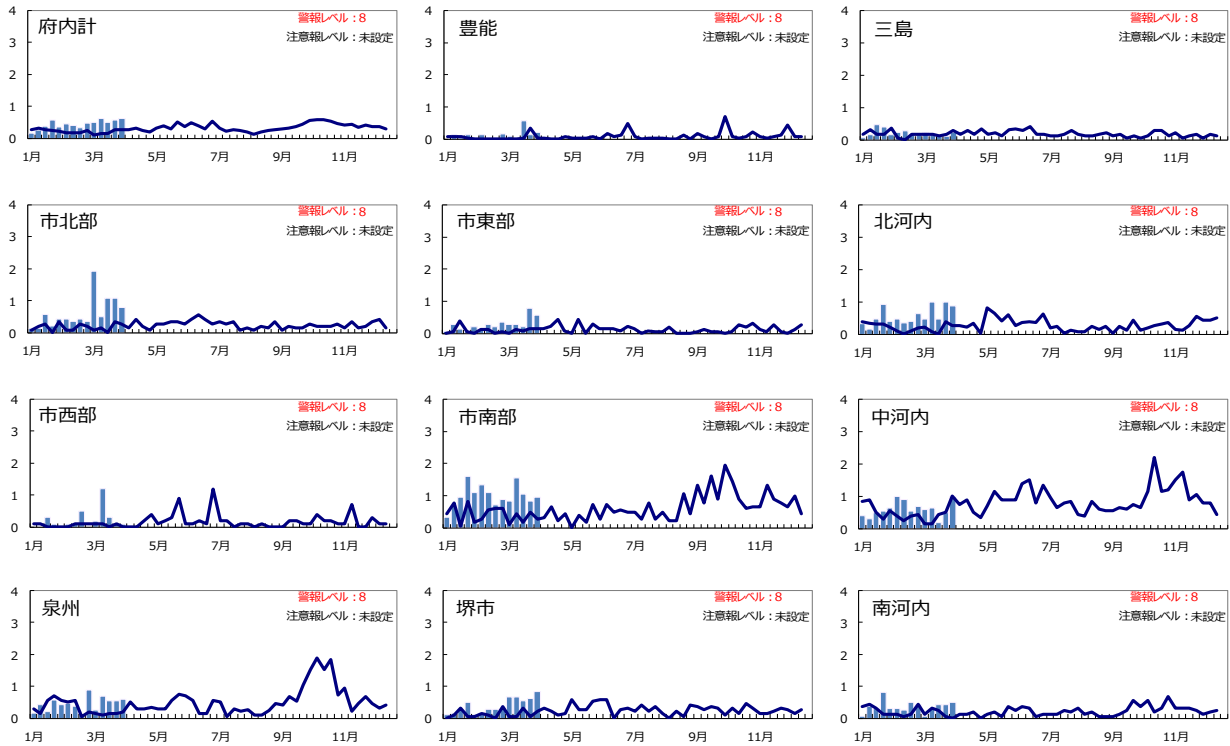 府内計
警報レベル：8
注意報レベル：未設定
4
3
2
1
0
1月 3月 5月 7月 9月 11月
豊能
警報レベル：8
注意報レベル：未設定
4
3
2
1
0
1月 3月 5月 7月 9月 11月
三島
警報レベル：8
注意報レベル：未設定
4
3
2
1
0
1月 3月 5月 7月 9月 11月
市北部
警報レベル：8
注意報レベル：未設定
4
3
2
1
0
1月 3月 5月 7月 9月 11月
市東部
警報レベル：8
注意報レベル：未設定
4
3
2
1
0
1月 3月 5月 7月 9月 11月
北河内
警報レベル：8
注意報レベル：未設定
4
3
2
1
0
1月 3月 5月 7月 9月 11月
市西部
警報レベル：8
注意報レベル：未設定
4
3
2
1
0
1月 3月 5月 7月 9月 11月
市南部
警報レベル：8
注意報レベル：未設定
4
3
2
1
0
1月 3月 5月 7月 9月 11月
中河内
警報レベル：8
注意報レベル：未設定
4
3
2
1
0
1月 3月 5月 7月 9月 11月
泉州
警報レベル：8
注意報レベル：未設定
4
3
2
1
0
1月 3月 5月 7月 9月 11月
堺市
警報レベル：8
注意報レベル：未設定
4
3
2
1
0
1月 3月 5月 7月 9月 11月
南河内
警報レベル：8
注意報レベル：未設定
4
3
2
1
0
1月 3月 5月 7月 9月 11月